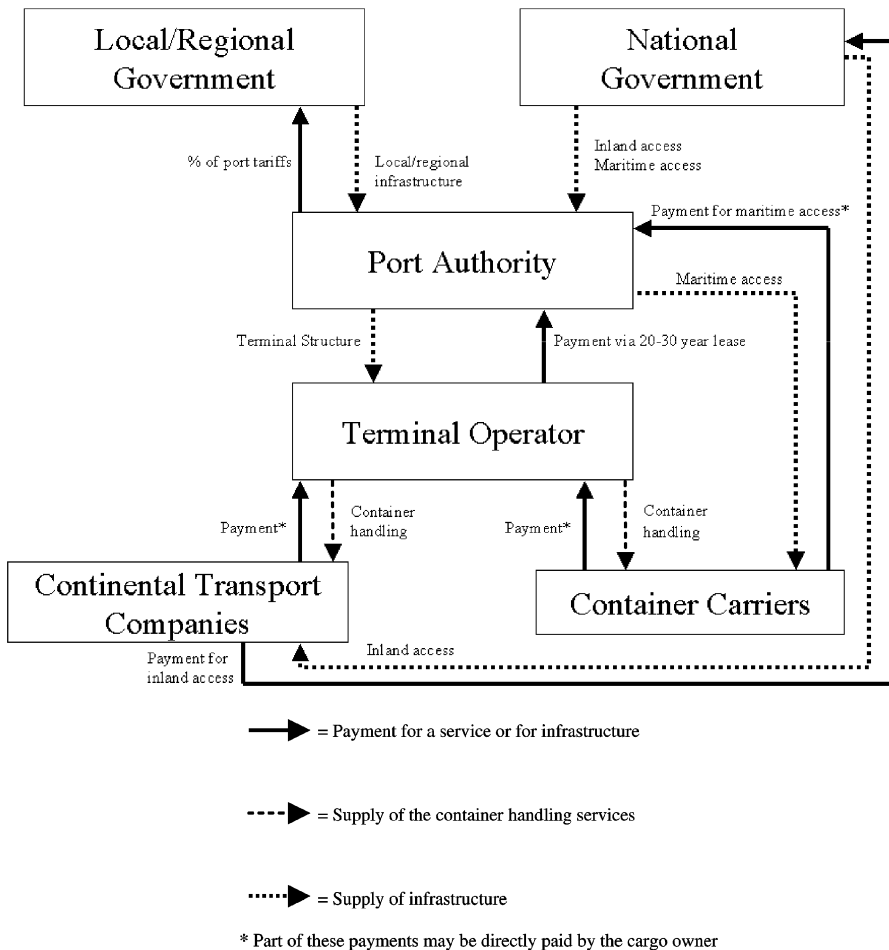 Local/Regional
Government
National
Government
% of port tariffs
Local/regional
infrastructure
Inland access
Maritime access
Payment for maritime access*
Port Authority
Maritime access
Terminal Structure
Payment via 20-30 year lease
Terminal Operator
Payment*
Container
handling
Payment*
Container
handling
Continental Transport
Companies
Container Carriers
Payment for
inland access
Inland access
= Payment for a service or for infrastructure
= Supply of the container handling services
= Supply of infrastructure
* Part of these payments may be directly paid by the cargo owner